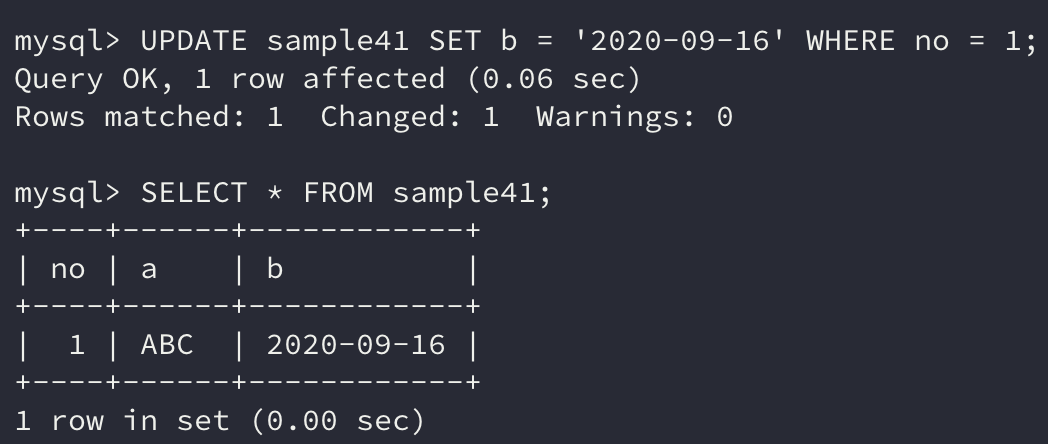 mysql> UPDATE sample41 SET b = '2020-09-16' WHERE no = 1;
Query OK, 1 row affected (0.06 sec)
Rows matched: 1  Changed: 1  Warnings: 0

mysql> SELECT * FROM sample41;
+----+------+------------+
| no | a    | b          |
+----+------+------------+
|  1 | ABC  | 2020-09-16 |
+----+------+------------+
1 row in set (0.00 sec)